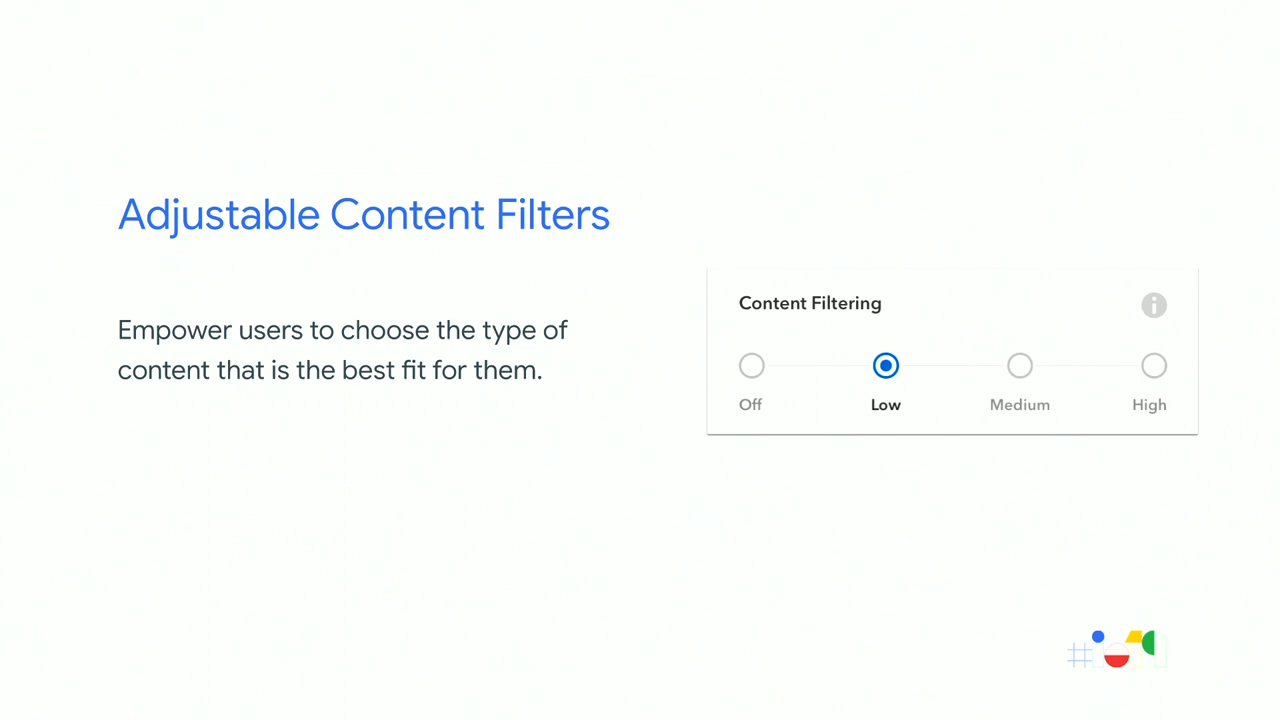 Adjustable Content Filters
Empower users to choose the type of
content that is the best fit for them.
Content Filtering
Off Low Medium High